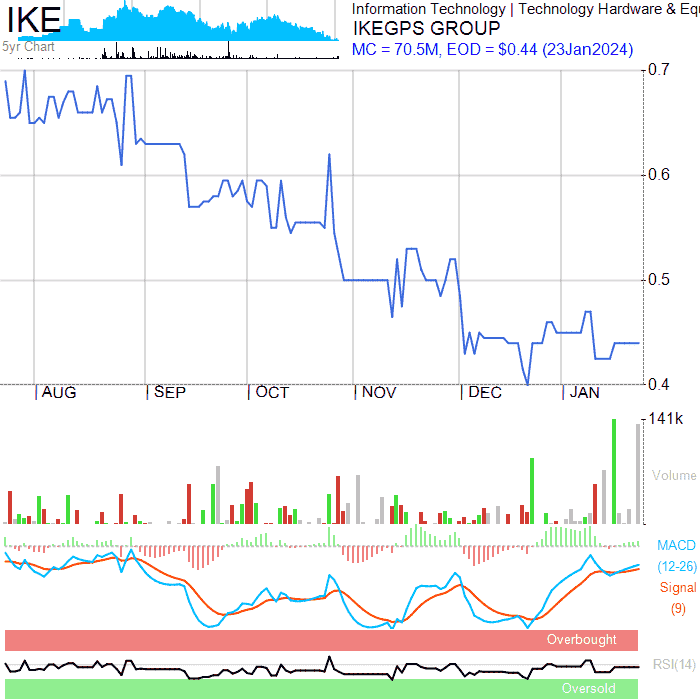 IKE
Information Technology | Technology Hardware & Equ
IKEGPS GROUP
5yr Chart
MC = 70.5M, EOD = $0.44 (23Jan2024)
0.7
0.6
0.5
0.4
AUG SEP OCT NOV DEC JAN
141k
Volume
MACD
(12-26)
Signal
(9)
Overbought
RSI(14)
Oversold